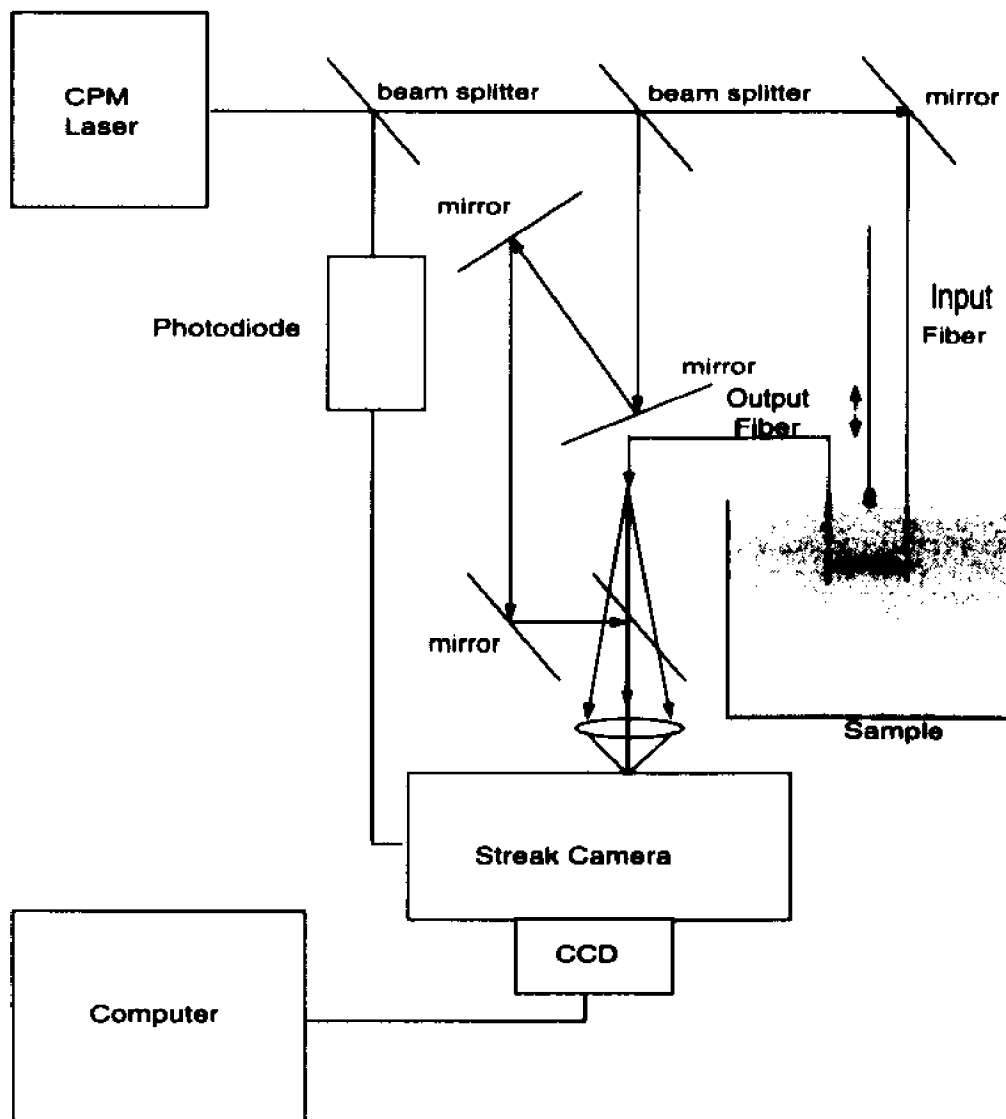 CPM
Laser
beam splitter
beam splitter
mirror
mirror
Photodiode
Input
Fiber
mirror
Output
Fiber
mirror
Sample
Streak Camera
CCD
Computer